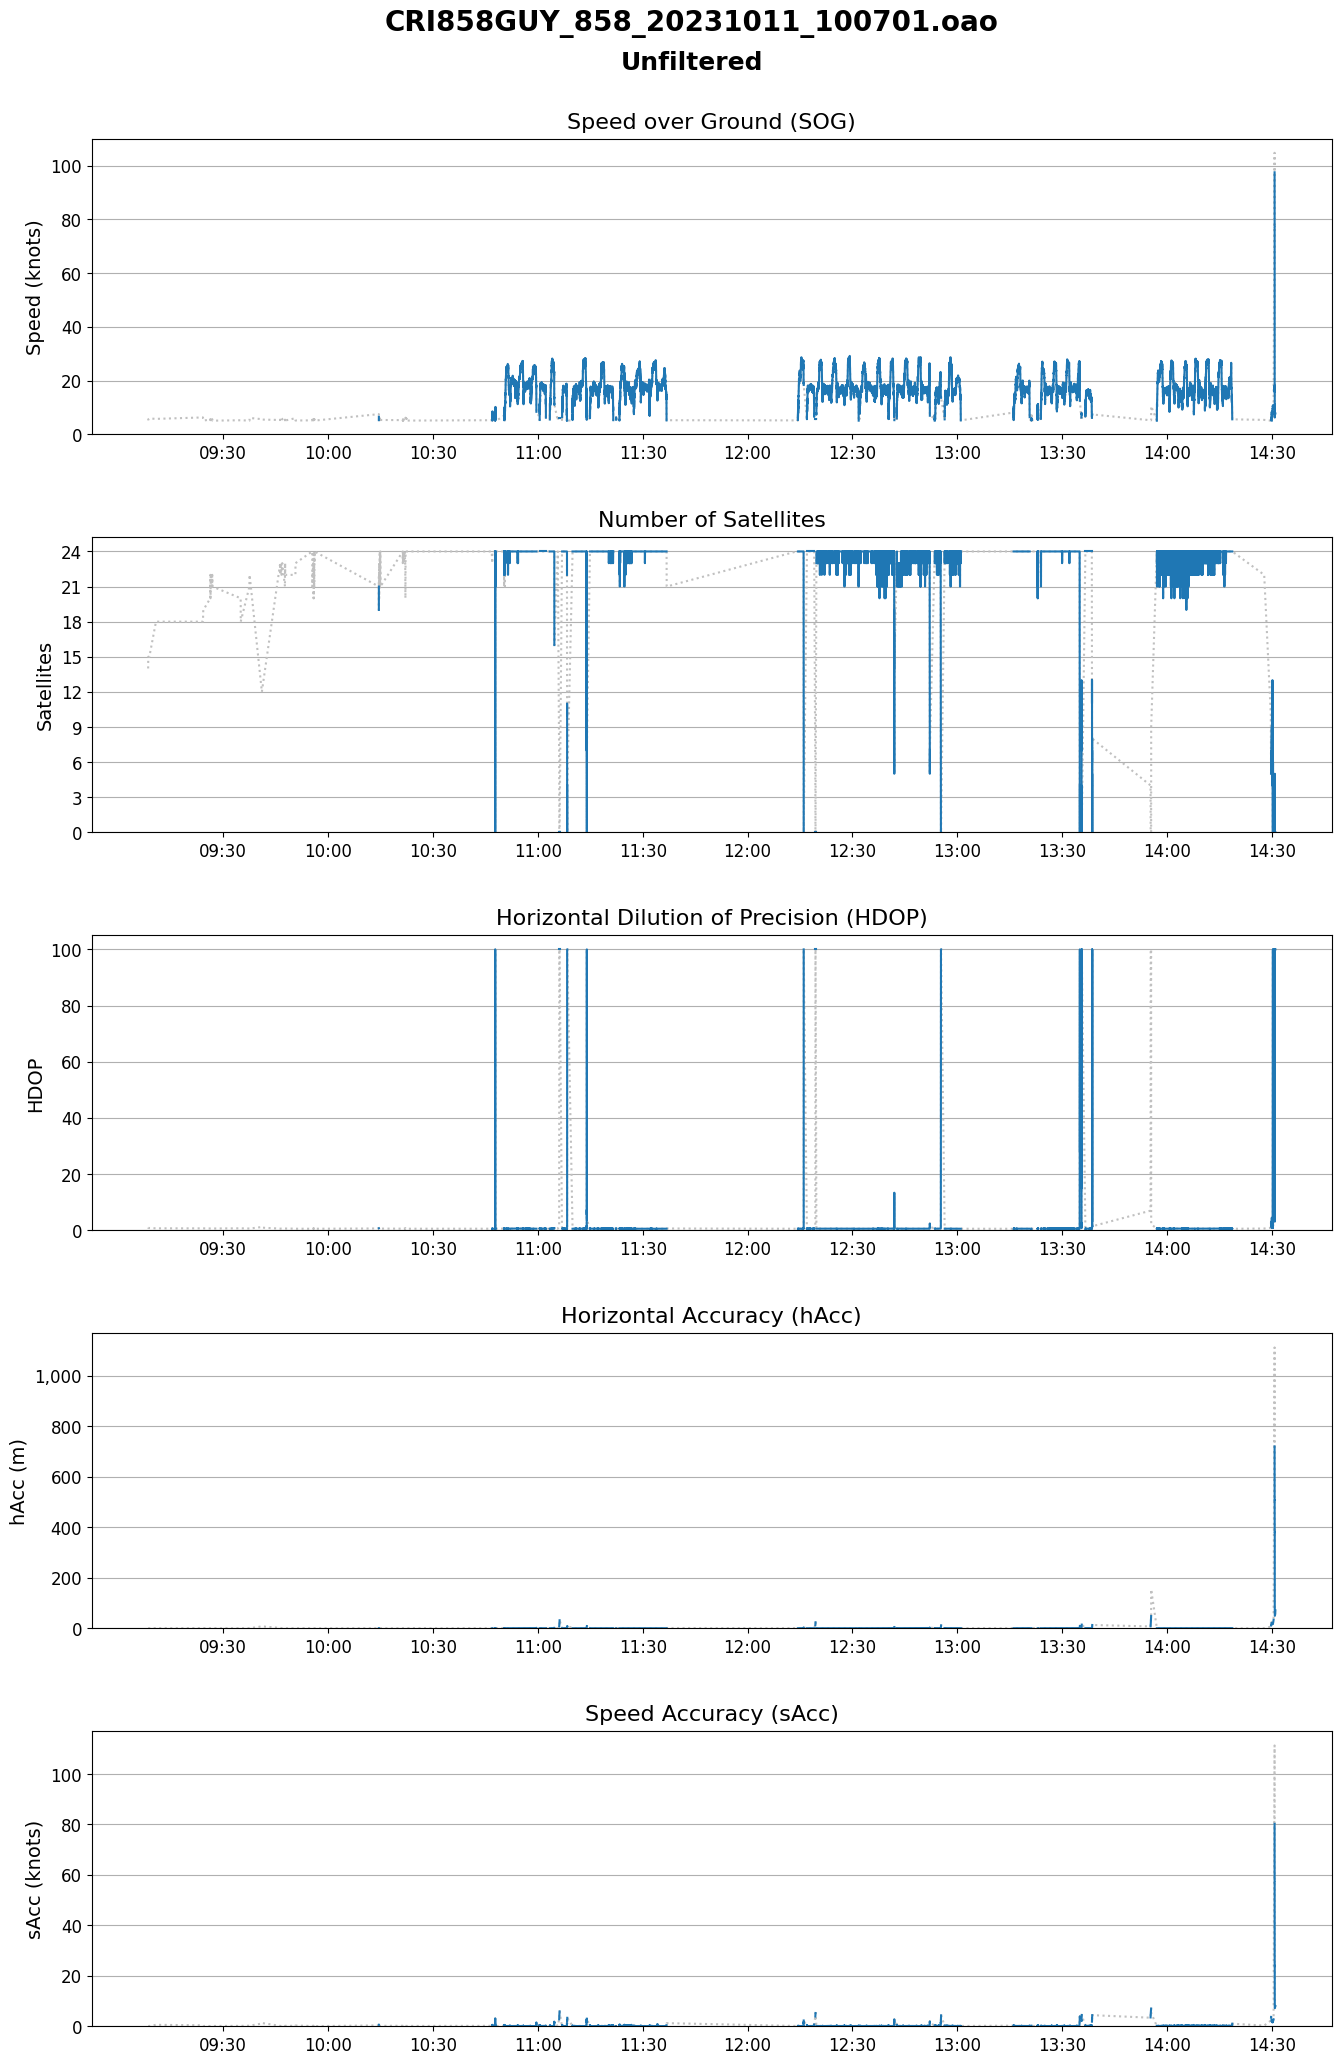 CRI858GUY_858_20231011_100701.oao
Unfiltered
Speed over Ground (SOG)
Speed (knots)
100
80
60
40
20
0
09:30 10:00 10:30 11:00 11:30 12:00 12:30 13:00 13:30 14:00 14:30
Number of Satellites
Satellites
24
21
18
15
12
9
6
3
0
09:30 10:00 10:30 11:00 11:30 12:00 12:30 13:00 13:30 14:00 14:30
Horizontal Dilution of Precision (HDOP)
HDOP
100
80
60
40
20
0
09:30 10:00 10:30 11:00 11:30 12:00 12:30 13:00 13:30 14:00 14:30
Horizontal Accuracy (hAcc)
hAcc (m)
1,000
800
600
400
200
0
09:30 10:00 10:30 11:00 11:30 12:00 12:30 13:00 13:30 14:00 14:30
Speed Accuracy (sAcc)
sAcc (knots)
100
80
60
40
20
0
09:30 10:00 10:30 11:00 11:30 12:00 12:30 13:00 13:30 14:00 14:30